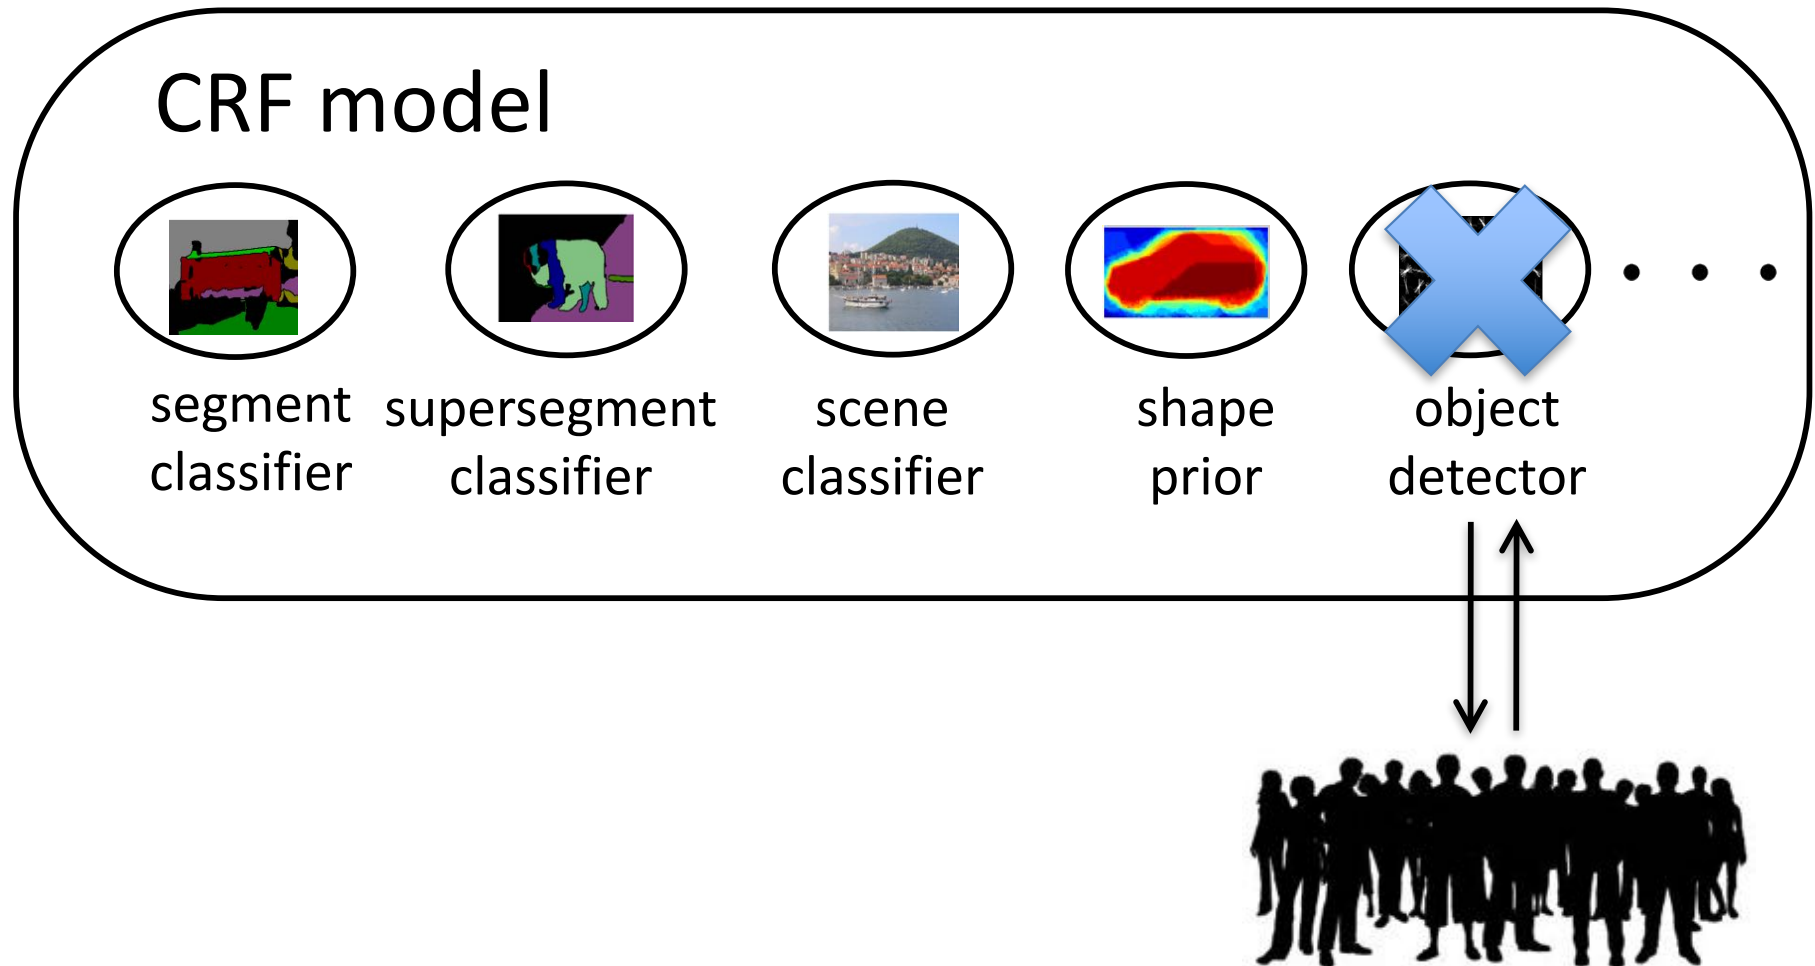 CRF model
segment
classifier
supersegment
classifier
scene
classifier
shape
prior
object
detector